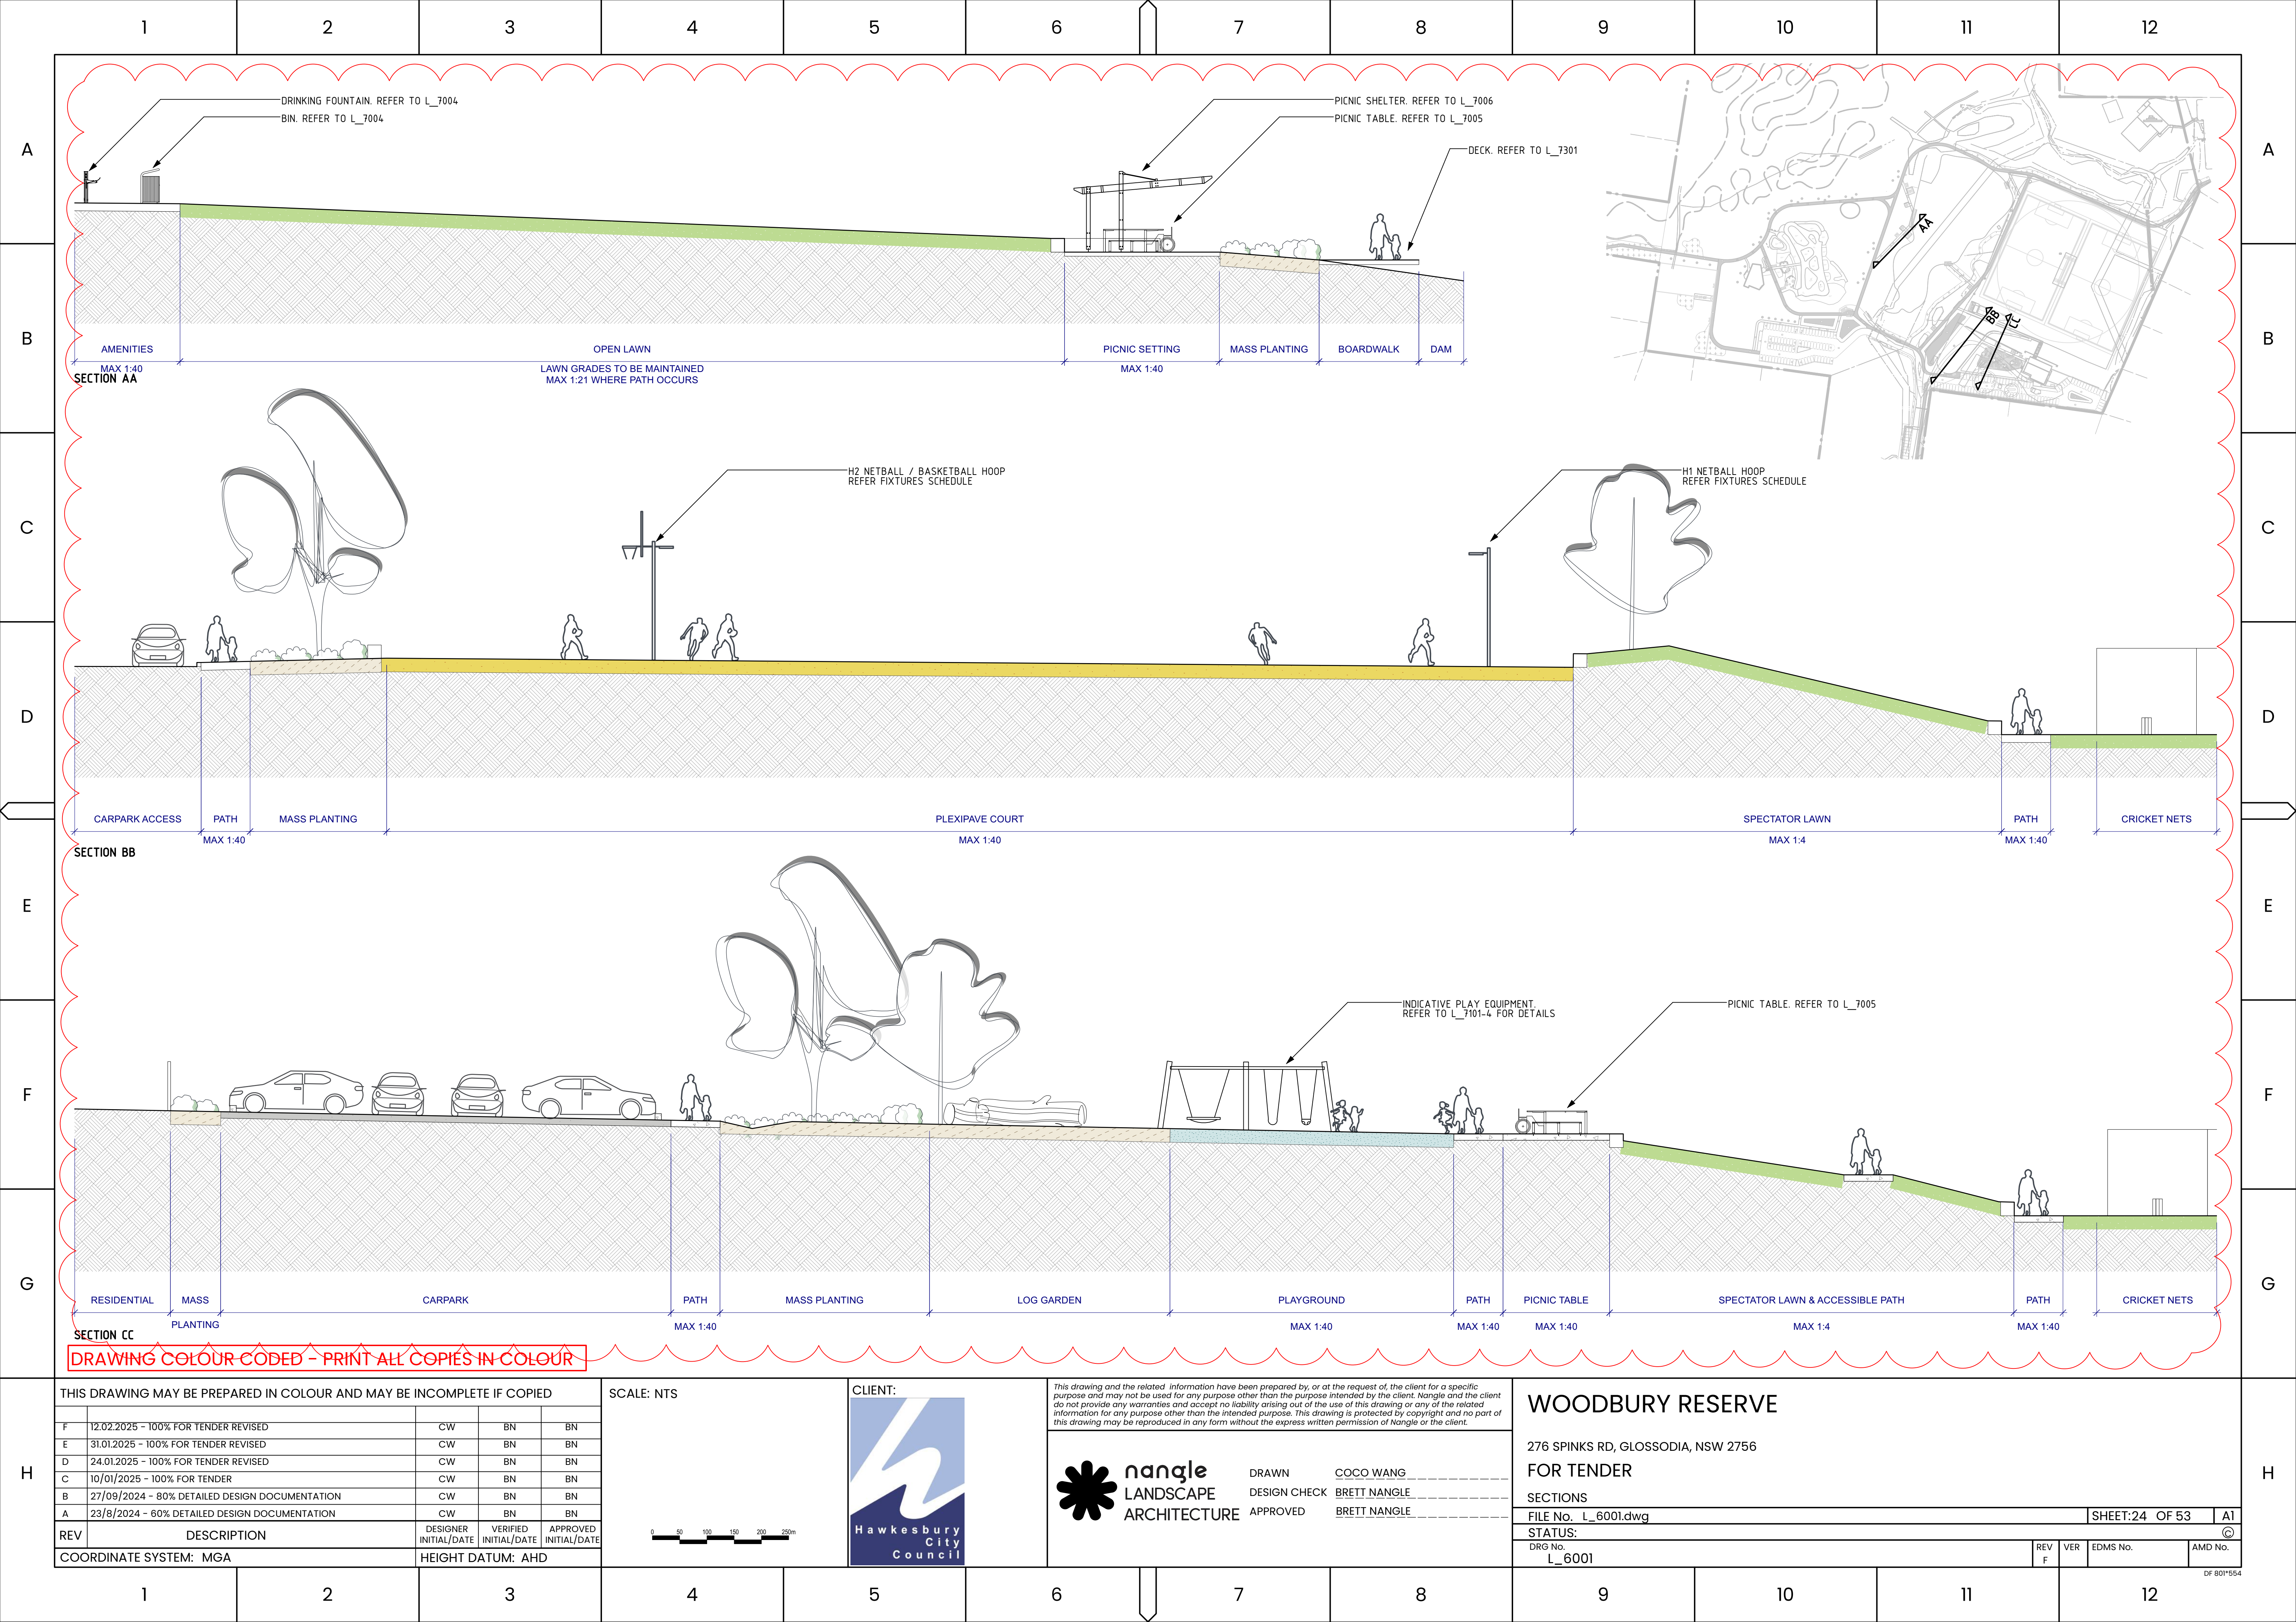 1 2 3 4 5 6 7 8 9 10 11 12
A A
B B
C C
D D
E E
F F
G G
H H
DRINKING FOUNTAIN. REFER TO L_7004
BIN. REFER TO L_7004
PICNIC SHELTER. REFER TO L_7006
PICNIC TABLE. REFER TO L_7005
DECK. REFER TO L_7301
AA
BB
CC
AMENITIES
OPEN LAWN
PICNIC SETTING
MASS PLANTING
BOARDWALK
DAM
MAX 1:40
LAWN GRADES TO BE MAINTAINED
MAX 1:21 WHERE PATH OCCURS
MAX 1:40
SECTION AA
H2 NETBALL / BASKETBALL HOOP
REFER FIXTURES SCHEDULE
H1 NETBALL HOOP
REFER FIXTURES SCHEDULE
CARPARK ACCESS
PATH
MASS PLANTING
PLEXIPAVE COURT
SPECTATOR LAWN
PATH
CRICKET NETS
MAX 1:40
MAX 1:40
MAX 1:4
MAX 1:40
SECTION BB
INDICATIVE PLAY EQUIPMENT.
REFER TO L_7101-4 FOR DETAILS
PICNIC TABLE. REFER TO L_7005
RESIDENTIAL
MASS
PLANTING
CARPARK
PATH
MASS PLANTING
LOG GARDEN
PLAYGROUND
PATH
PICNIC TABLE
SPECTATOR LAWN & ACCESSIBLE PATH
PATH
CRICKET NETS
MAX 1:40
MAX 1:40
MAX 1:40
MAX 1:40
MAX 1:4
MAX 1:40
SECTION CC
DRAWING COLOUR CODED - PRINT ALL COPIES IN COLOUR
THIS DRAWING MAY BE PREPARED IN COLOUR AND MAY BE INCOMPLETE IF COPIED
F 12.02.2025 - 100% FOR TENDER REVISED CW BN BN
E 31.01.2025 - 100% FOR TENDER REVISED CW BN BN
D 24.01.2025 - 100% FOR TENDER REVISED CW BN BN
C 10/01/2025 - 100% FOR TENDER CW BN BN
B 27/09/2024 - 80% DETAILED DESIGN DOCUMENTATION CW BN BN
A 23/8/2024 - 60% DETAILED DESIGN DOCUMENTATION CW BN BN
REV DESCRIPTION DESIGNER INITIAL/DATE VERIFIED INITIAL/DATE APPROVED INITIAL/DATE
COORDINATE SYSTEM: MGA
HEIGHT DATUM: AHD
SCALE: NTS
0 50 100 150 200 250m
CLIENT:
Hawkesbury
City
Council
This drawing and the related information have been prepared by, or at the request of, the client for a specific
purpose and may not be used for any purpose other than the purpose intended by the client. Nangle and the client
do not provide any warranties and accept no liability arising out of the use of this drawing or any of the related
information for any purpose other than the intended purpose. This drawing is protected by copyright and no part of
this drawing may be reproduced in any form without the express written permission of Nangle or the client.
nangle
LANDSCAPE
ARCHITECTURE
DRAWN COCO WANG
DESIGN CHECK BRETT NANGLE
APPROVED BRETT NANGLE
WOODBURY RESERVE
276 SPINKS RD, GLOSSODIA, NSW 2756
FOR TENDER
SECTIONS
FILE No. L_6001.dwg
SHEET:24 OF 53 A1
STATUS: ©
DRG No.
L_6001
REV
F
VER
EDMS No.
AMD No.
DF 801*554
1 2 3 4 5 6 7 8 9 10 11 12